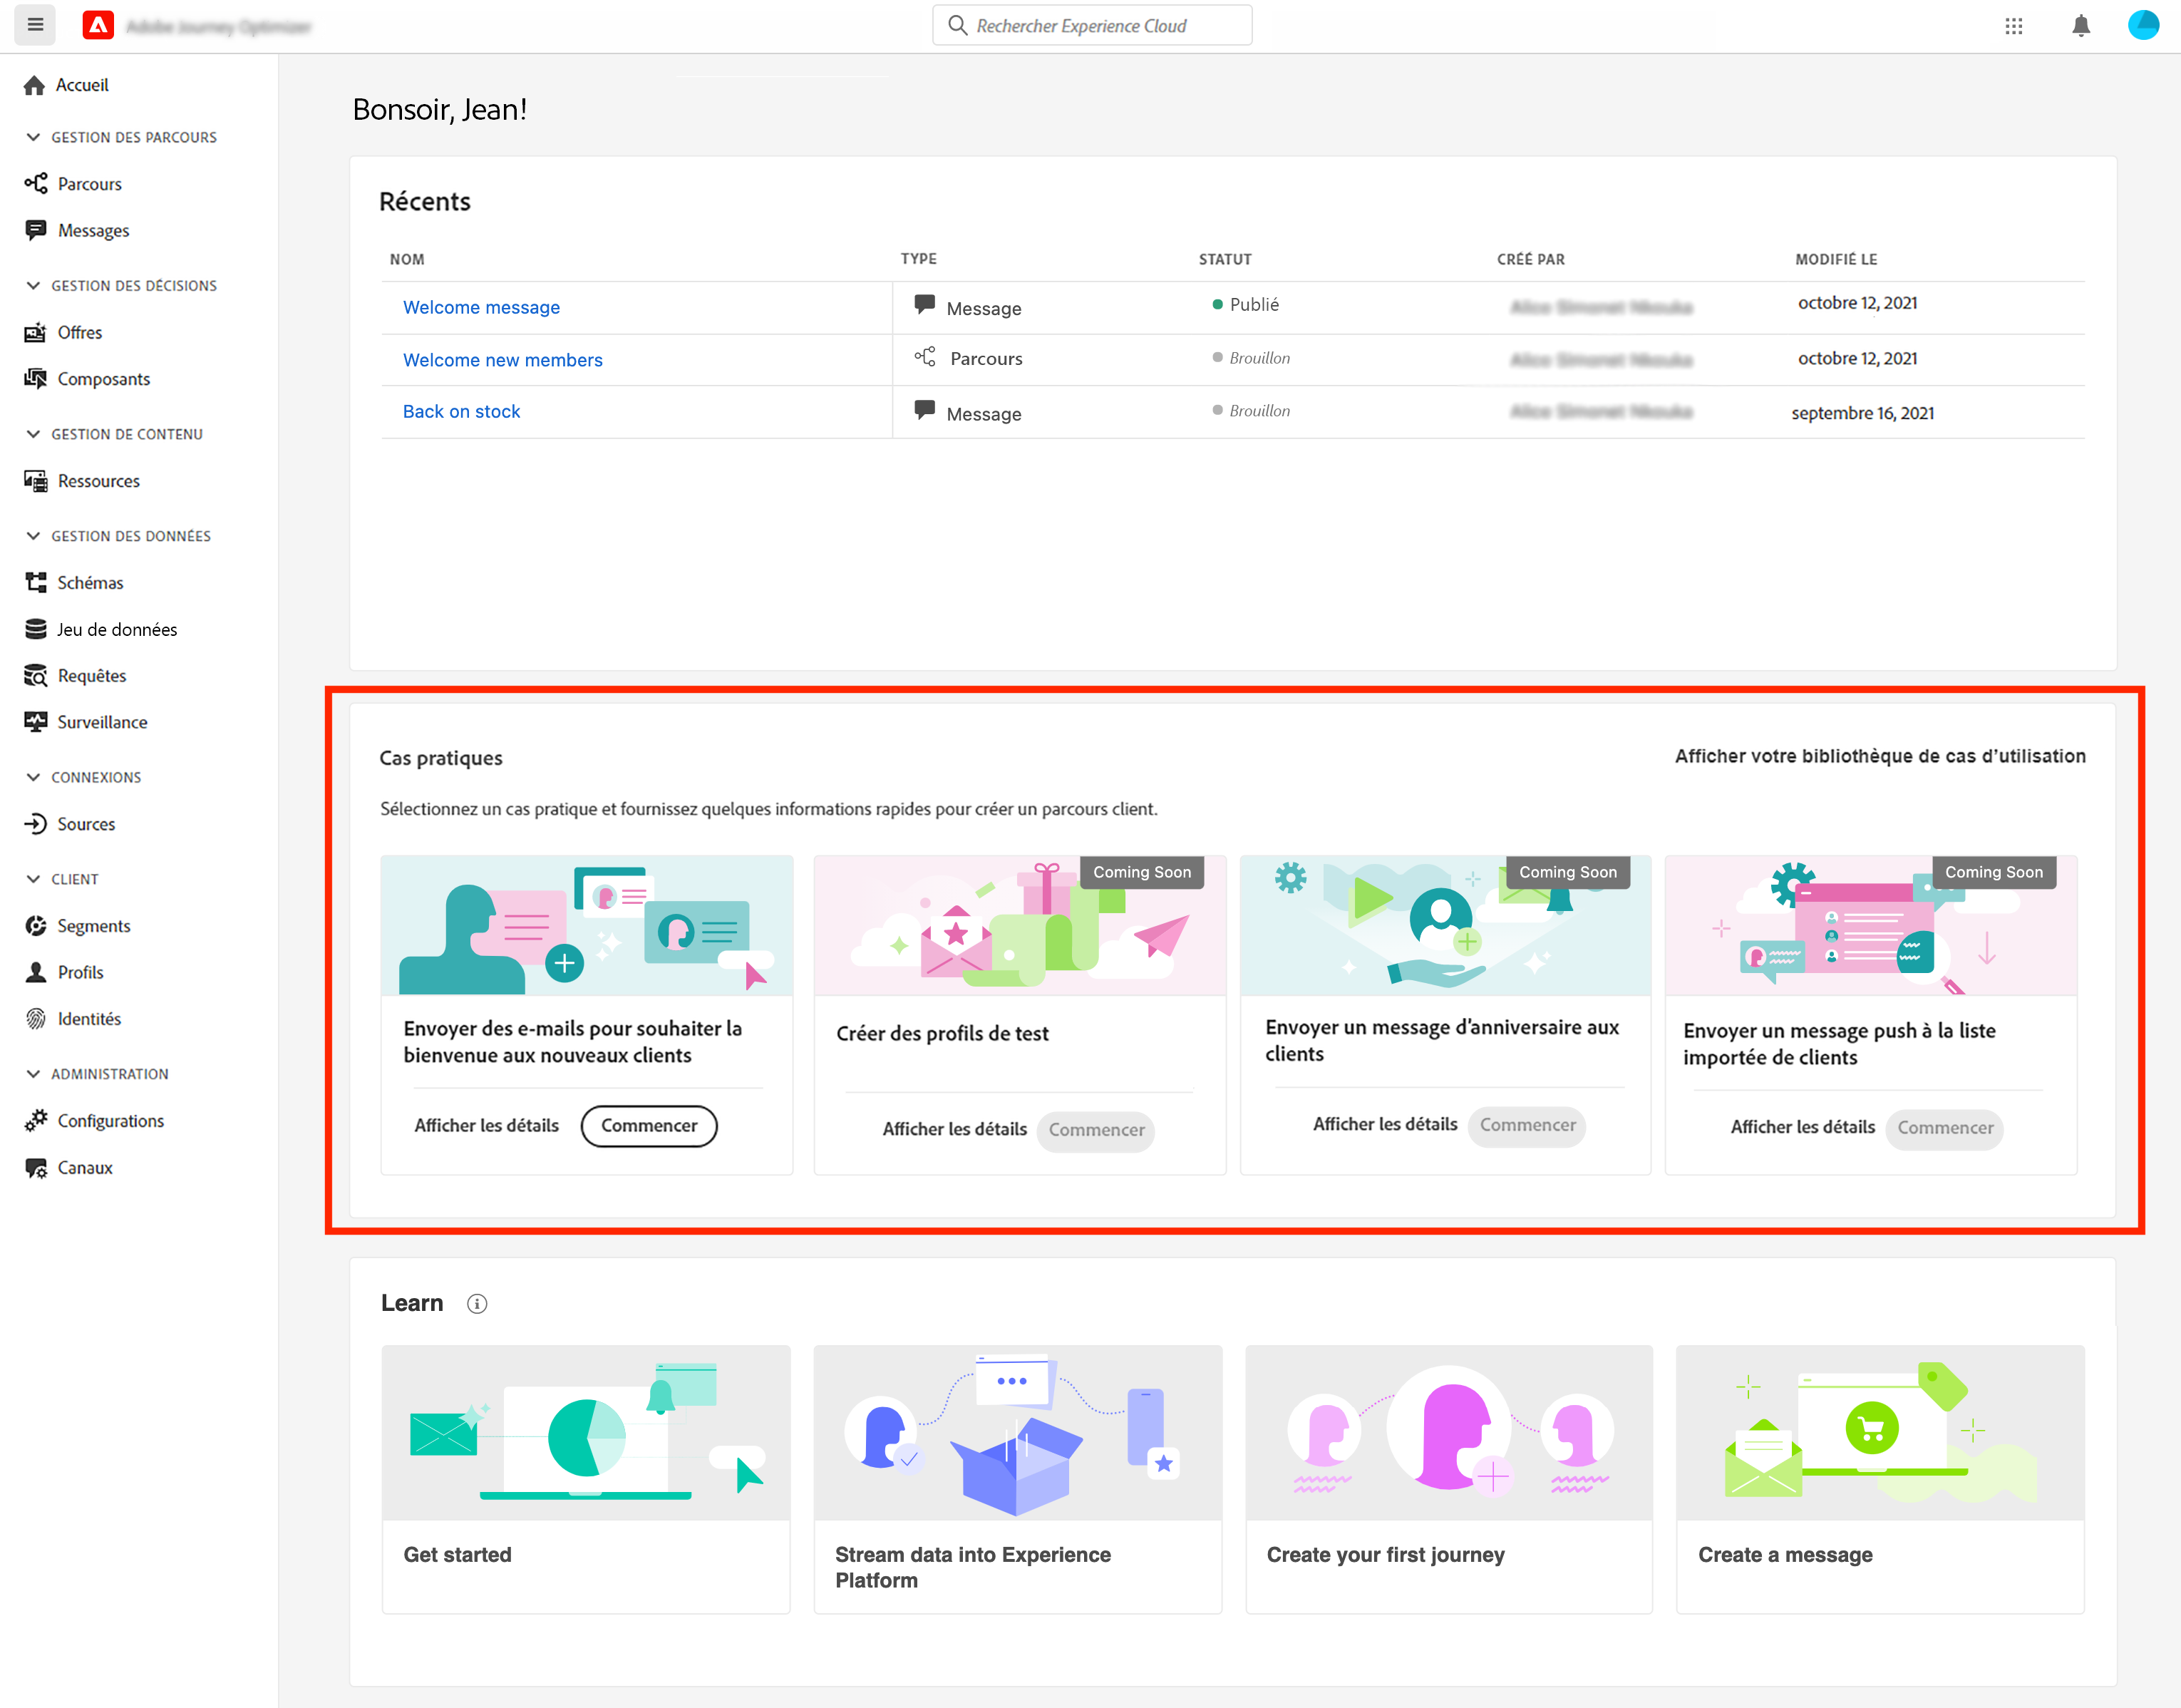 Adobe Journey Optimizer
Rechercher Experience Cloud
Accueil
GESTION DES PARCOURS
Parcours
Messages
GESTION DES DÉCISIONS
Offres
Composants
GESTION DE CONTENU
Ressources
GESTION DES DONNÉES
Schémas
Jeu de données
Requêtes
Surveillance
CONNEXIONS
Sources
CLIENT
Segments
Profils
Identités
ADMINISTRATION
Configurations
Canaux
Bonsoir, Jean!
Récents
NOM TYPE STATUT CRÉÉ PAR MODIFIÉ LE
Welcome message Message Publié octobre 12, 2021
Welcome new members Parcours Brouillon octobre 12, 2021
Back on stock Message Brouillon septembre 16, 2021
Cas pratiques
Afficher votre bibliothèque de cas d'utilisation
Sélectionnez un cas pratique et fournissez quelques informations rapides pour créer un parcours client.
Envoyer des e-mails pour souhaiter la
bienvenue aux nouveaux clients
Afficher les détails Commencer
Coming Soon
Créer des profils de test
Afficher les détails Commencer
Coming Soon
Envoyer un message d'anniversaire aux
clients
Afficher les détails Commencer
Coming Soon
Envoyer un message push à la liste
importée de clients
Afficher les détails Commencer
Learn
Get started
Stream data into Experience
Platform
Create your first journey
Create a message